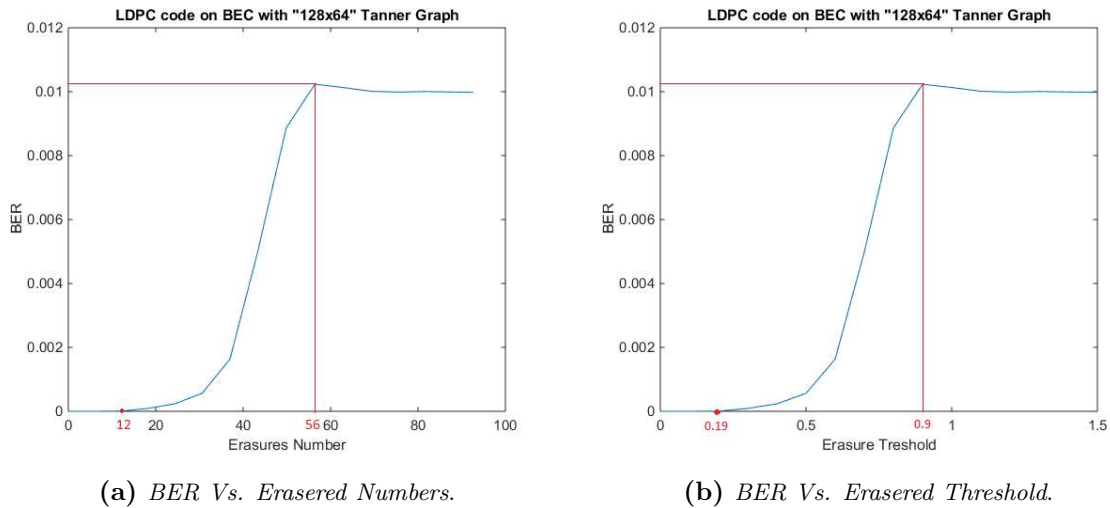 LDPC code on BEC with "128x64" Tanner Graph
0.012
0.01
0.008
0.006
0.004
0.002
0
BER
0 12 20 40 56 60 80 100
Erasures Number
(a) BER Vs. Erasered Numbers.
LDPC code on BEC with "128x64" Tanner Graph
0.012
0.01
0.008
0.006
0.004
0.002
0
BER
0 0.19 0.5 0.9 1 1.5
Erasure Treshold
(b) BER Vs. Erasered Threshold.